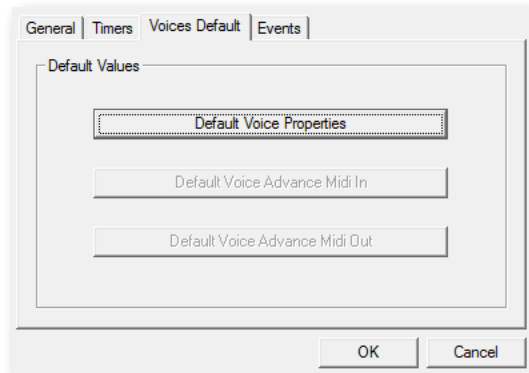 General Timers Voices Default Events
Default Values
Default Voice Properties
Default Voice Advance Midi In
Default Voice Advance Midi Out
OK Cancel